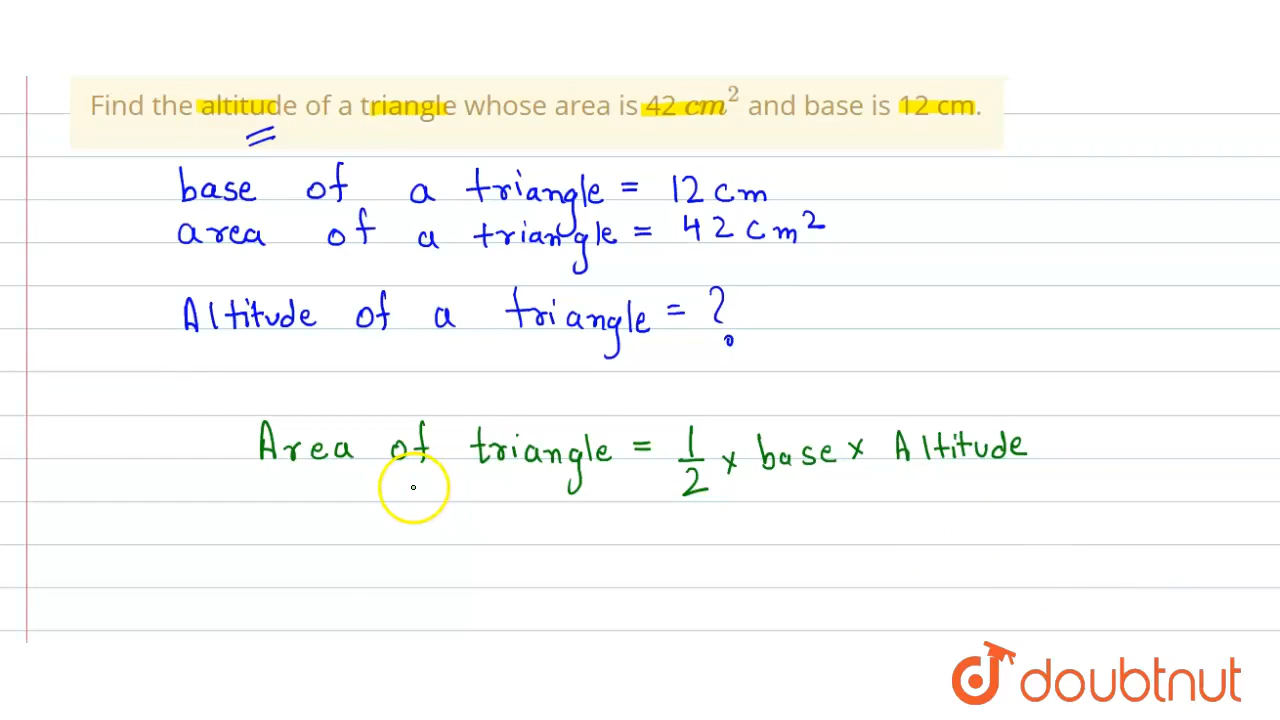 Find the altitude of a triangle whose area is 42 cm² and base is 12 cm.
base of a triangle = 12 cm
area of a triangle = 42 cm²
Altitude of a triangle = ?
Area of triangle = 1/2 × base × Altitude
doubtnut